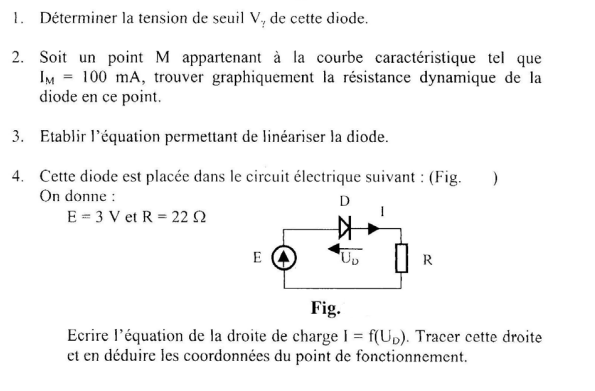 1. Déterminer la tension de seuil Vγ de cette diode.
2. Soit un point M appartenant à la courbe caractéristique tel que
IM = 100 mA, trouver graphiquement la résistance dynamique de la
diode en ce point.
3. Etablir l'équation permettant de linéariser la diode.
4. Cette diode est placée dans le circuit électrique suivant : (Fig. )
On donne :
E = 3 V et R = 22 Ω
D
I
E
UD
R
Fig.
Ecrire l'équation de la droite de charge I = f(UD). Tracer cette droite
et en déduire les coordonnées du point de fonctionnement.